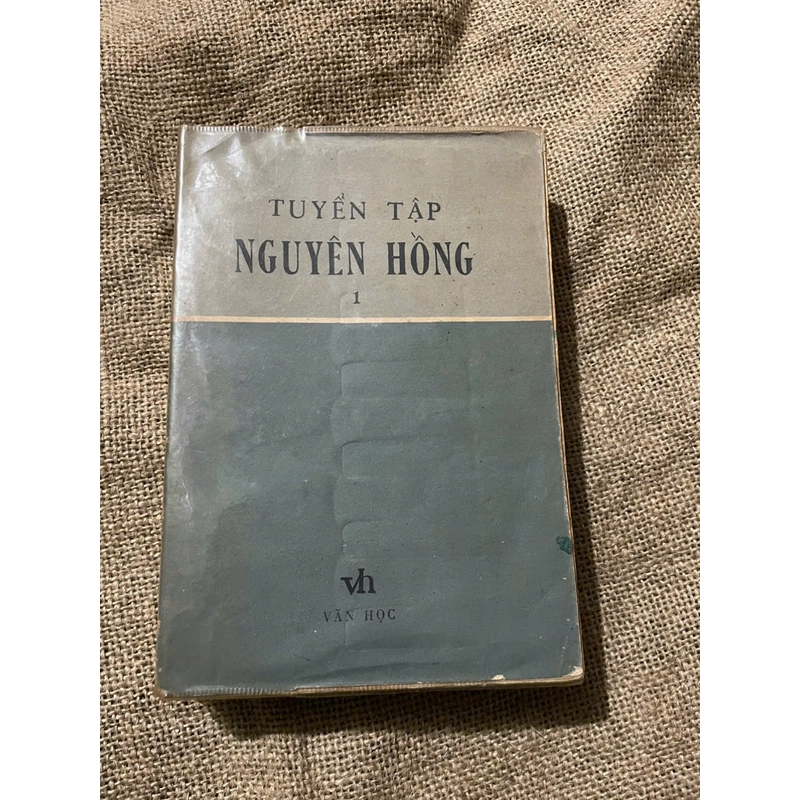 TUYỂN TẬP
NGUYÊN HỒNG
1
vh
VĂN HỌC